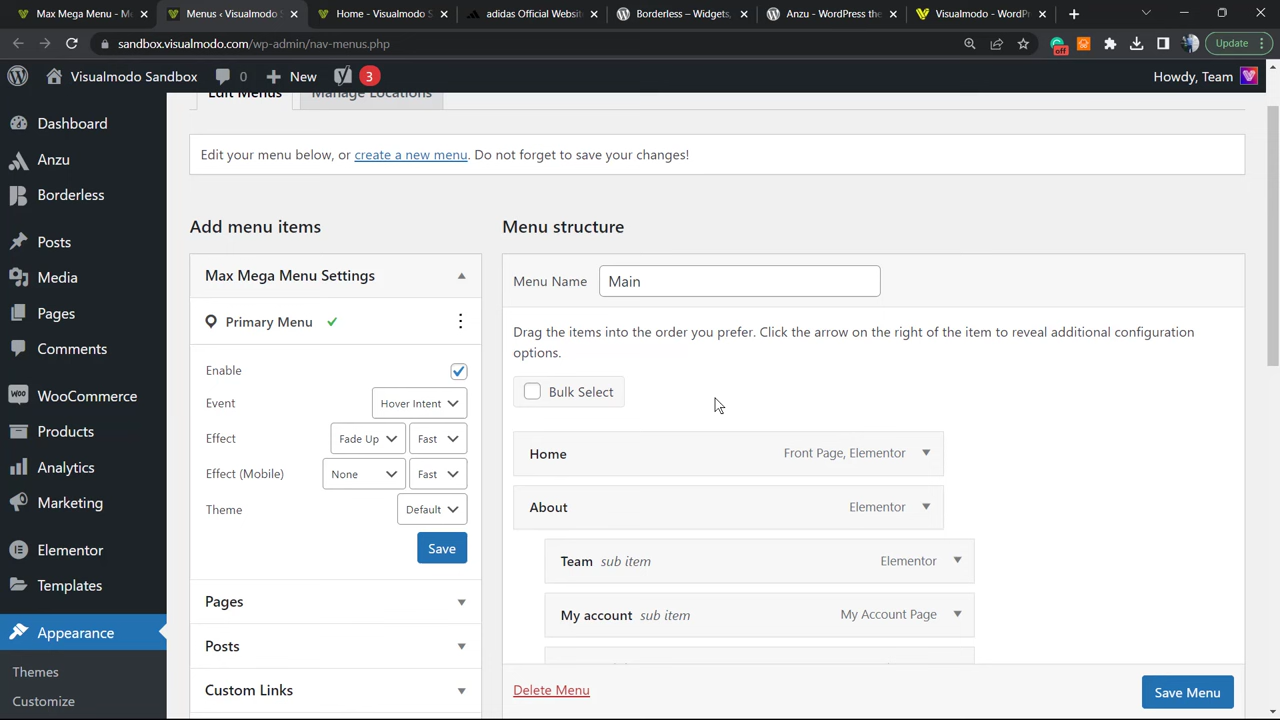 Max Mega Menu - Me
Menus ‹ Visualmodo Sandbox
Home - Visualmodo S
adidas Official Website
Borderless – Widgets,
Anzu - WordPress the
Visualmodo - WordPr
sandbox.visualmodo.com/wp-admin/nav-menus.php
off
Update
Visualmodo Sandbox
0
New
3
Howdy, Team
Edit Menus
Manage Locations
Dashboard
Anzu
Borderless
Posts
Media
Pages
Comments
WooCommerce
Products
Analytics
Marketing
Elementor
Templates
Appearance
Themes
Customize
Edit your menu below, or create a new menu. Do not forget to save your changes!
Add menu items
Max Mega Menu Settings
Primary Menu
Enable
Event Hover Intent
Effect Fade Up Fast
Effect (Mobile) None Fast
Theme Default
Save
Pages
Posts
Custom Links
Menu structure
Menu Name Main
Drag the items into the order you prefer. Click the arrow on the right of the item to reveal additional configuration
options.
Bulk Select
Home Front Page, Elementor
About Elementor
Team sub item Elementor
My account sub item My Account Page
Delete Menu
Save Menu